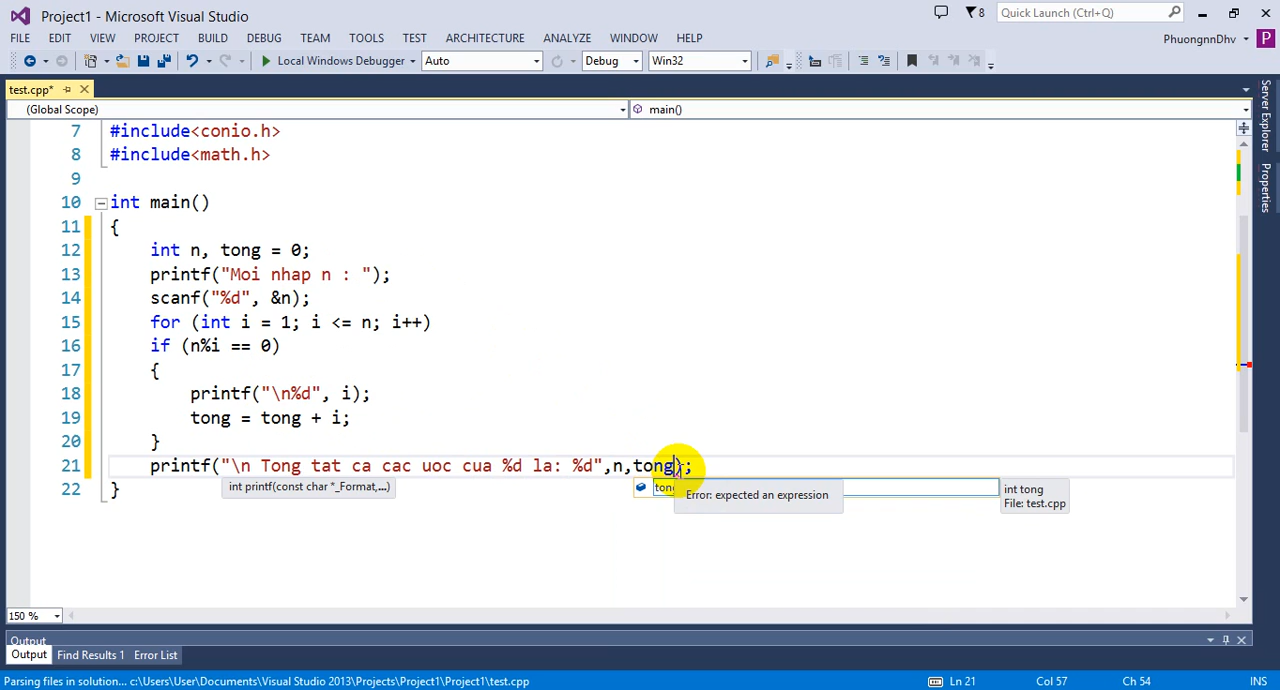 Project1 - Microsoft Visual Studio
8
Quick Launch (Ctrl+Q)
FILE EDIT VIEW PROJECT BUILD DEBUG TEAM TOOLS TEST ARCHITECTURE ANALYZE WINDOW HELP
PhuongnnDhv
P
Local Windows Debugger
Auto
Debug
Win32
test.cpp*
(Global Scope)
main()
Server Explorer
Properties
7 #include<conio.h>
8 #include<math.h>
9
10 int main()
11 {
12 int n, tong = 0;
13 printf("Moi nhap n : ");
14 scanf("%d", &n);
15 for (int i = 1; i <= n; i++)
16 if (n%i == 0)
17 {
18 printf("\n%d", i);
19 tong = tong + i;
20 }
21 printf("\n Tong tat ca cac uoc cua %d la: %d",n,tong);
int printf(const char *_Format,...)
Error: expected an expression
int tong
File: test.cpp
22 }
150 %
Output
Output Find Results 1 Error List
Parsing files in solution... c:\Users\User\Documents\Visual Studio 2013\Projects\Project1\Project1\test.cpp
Ln 21 Col 57 Ch 54 INS